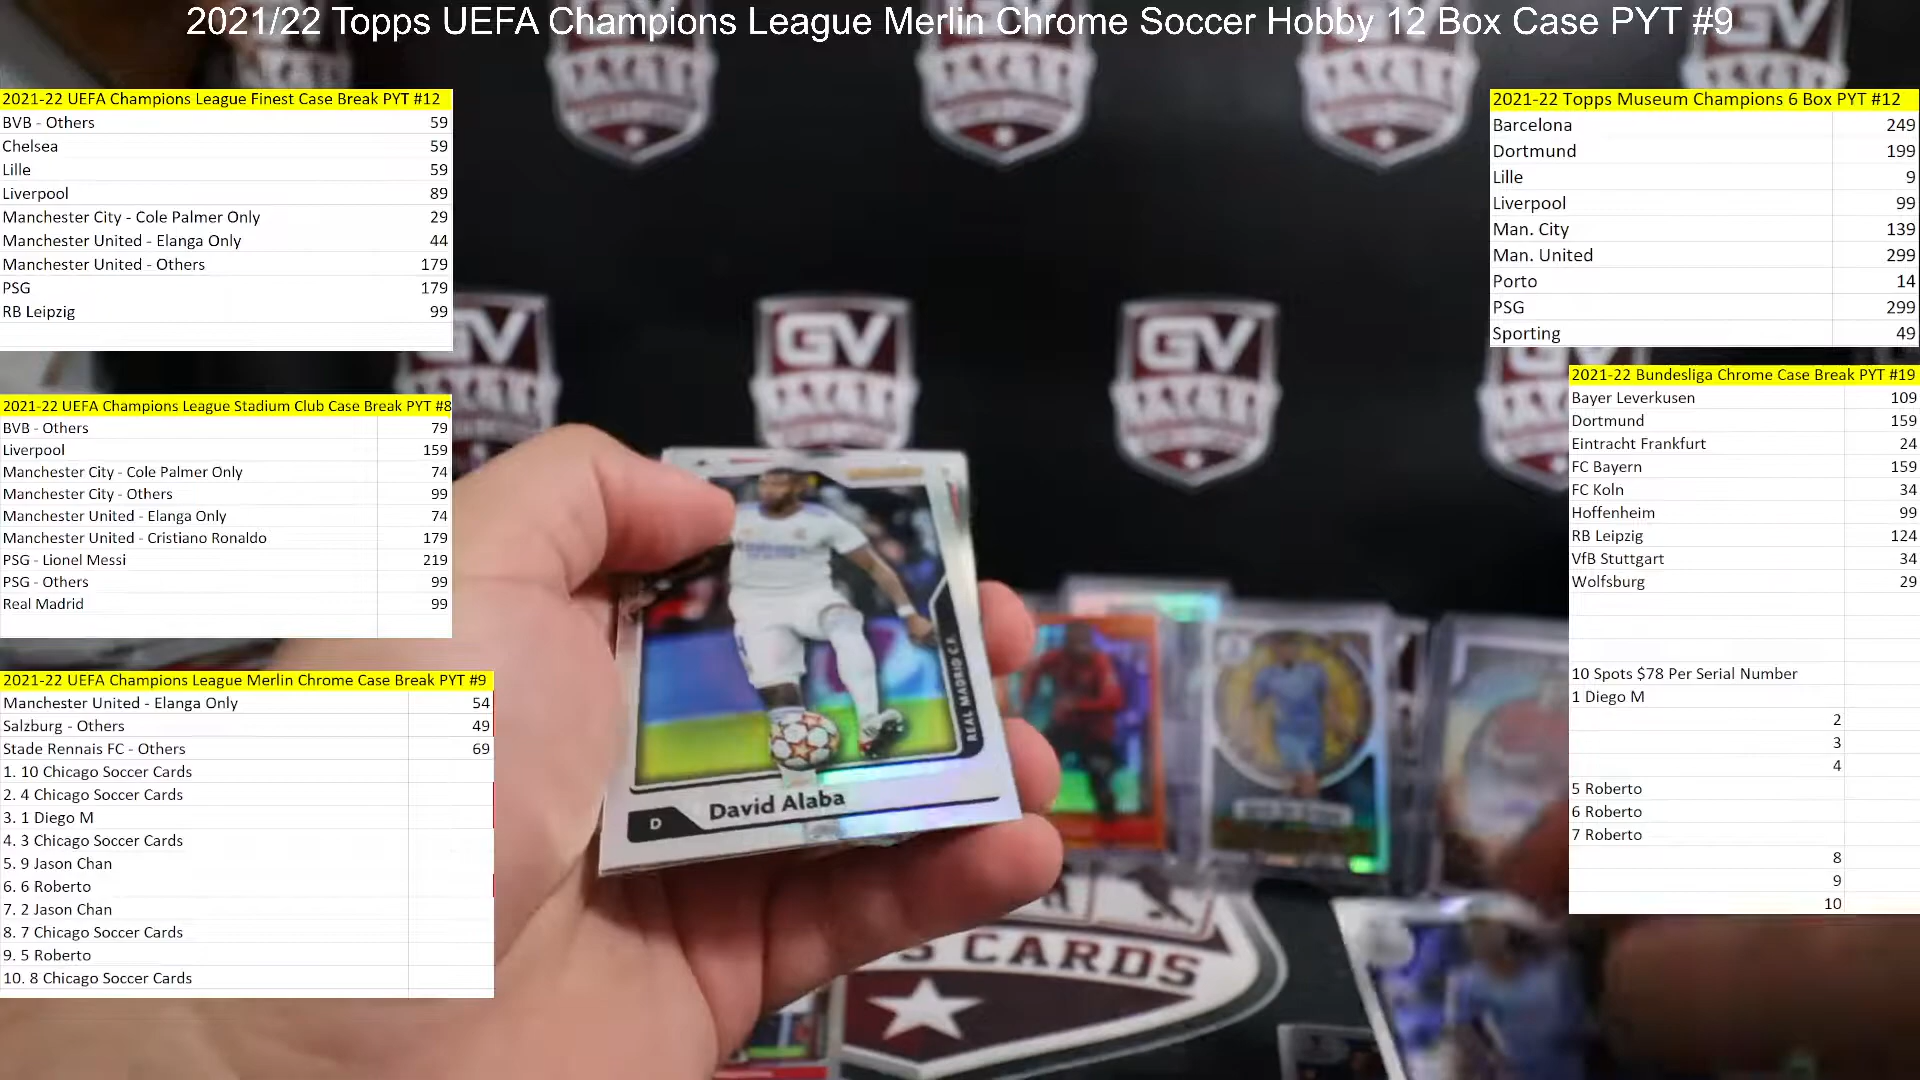 2021/22 Topps UEFA Champions League Merlin Chrome Soccer Hobby 12 Box Case PYT #9
2021-22 UEFA Champions League Finest Case Break PYT #12
BVB - Others 59
Chelsea 59
Lille 59
Liverpool 89
Manchester City - Cole Palmer Only 29
Manchester United - Elanga Only 44
Manchester United - Others 179
PSG 179
RB Leipzig 99
2021-22 UEFA Champions League Stadium Club Case Break PYT #8
BVB - Others 79
Liverpool 159
Manchester City - Cole Palmer Only 74
Manchester City - Others 99
Manchester United - Elanga Only 74
Manchester United - Cristiano Ronaldo 179
PSG - Lionel Messi 219
PSG - Others 99
Real Madrid 99
2021-22 UEFA Champions League Merlin Chrome Case Break PYT #9
Manchester United - Elanga Only 54
Salzburg - Others 49
Stade Rennais FC - Others 69
1. 10 Chicago Soccer Cards
2. 4 Chicago Soccer Cards
3. 1 Diego M
4. 3 Chicago Soccer Cards
5. 9 Jason Chan
6. 6 Roberto
7. 2 Jason Chan
8. 7 Chicago Soccer Cards
9. 5 Roberto
10. 8 Chicago Soccer Cards
2021-22 Topps Museum Champions 6 Box PYT #12
Barcelona 249
Dortmund 199
Lille 9
Liverpool 99
Man. City 139
Man. United 299
Porto 14
PSG 299
Sporting 49
2021-22 Bundesliga Chrome Case Break PYT #19
Bayer Leverkusen 109
Dortmund 159
Eintracht Frankfurt 24
FC Bayern 159
FC Koln 34
Hoffenheim 99
RB Leipzig 124
VfB Stuttgart 34
Wolfsburg 29
10 Spots $78 Per Serial Number
1 Diego M
2
3
4
5 Roberto
6 Roberto
7 Roberto
8
9
10
GV
GV
GV
GV
GV
GV
REAL MADRID C.F.
D David Alaba
CARDS